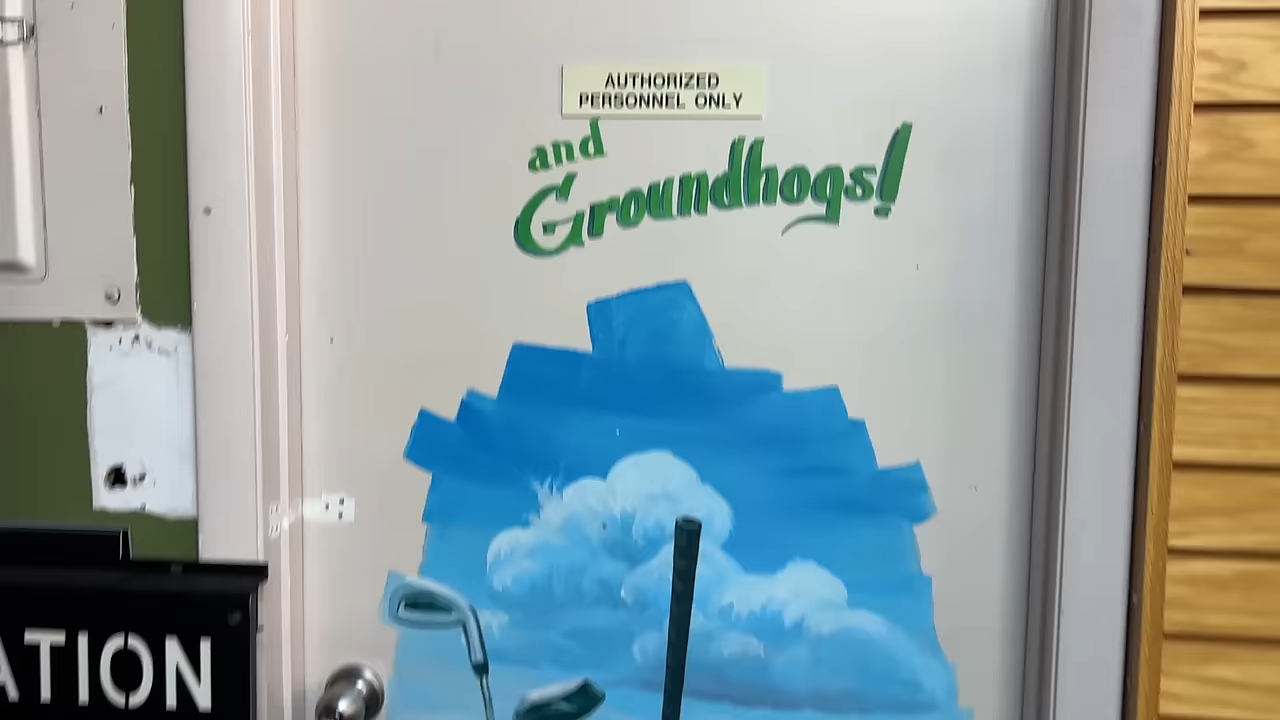 AUTHORIZED
PERSONNEL ONLY
and
Groundhogs!
ATION